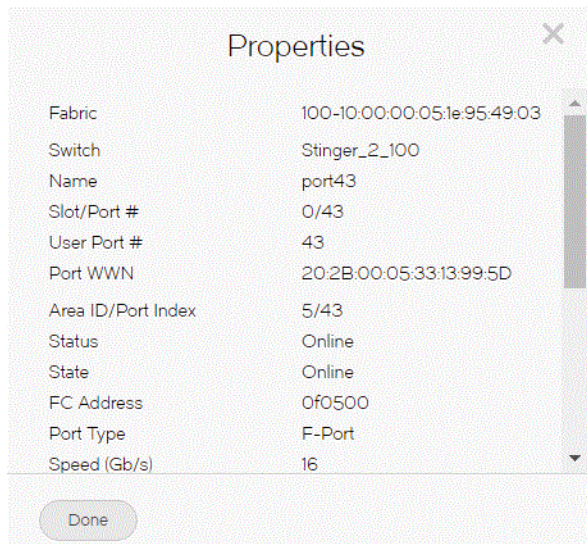 Properties
Fabric 100-10:00:00:05:1e:95:49:03
Switch Stinger_2_100
Name port43
Slot/Port # 0/43
User Port # 43
Port WWN 20:2B:00:05:33:13:99:5D
Area ID/Port Index 5/43
Status Online
State Online
FC Address 0f0500
Port Type F-Port
Speed (Gb/s) 16
Done